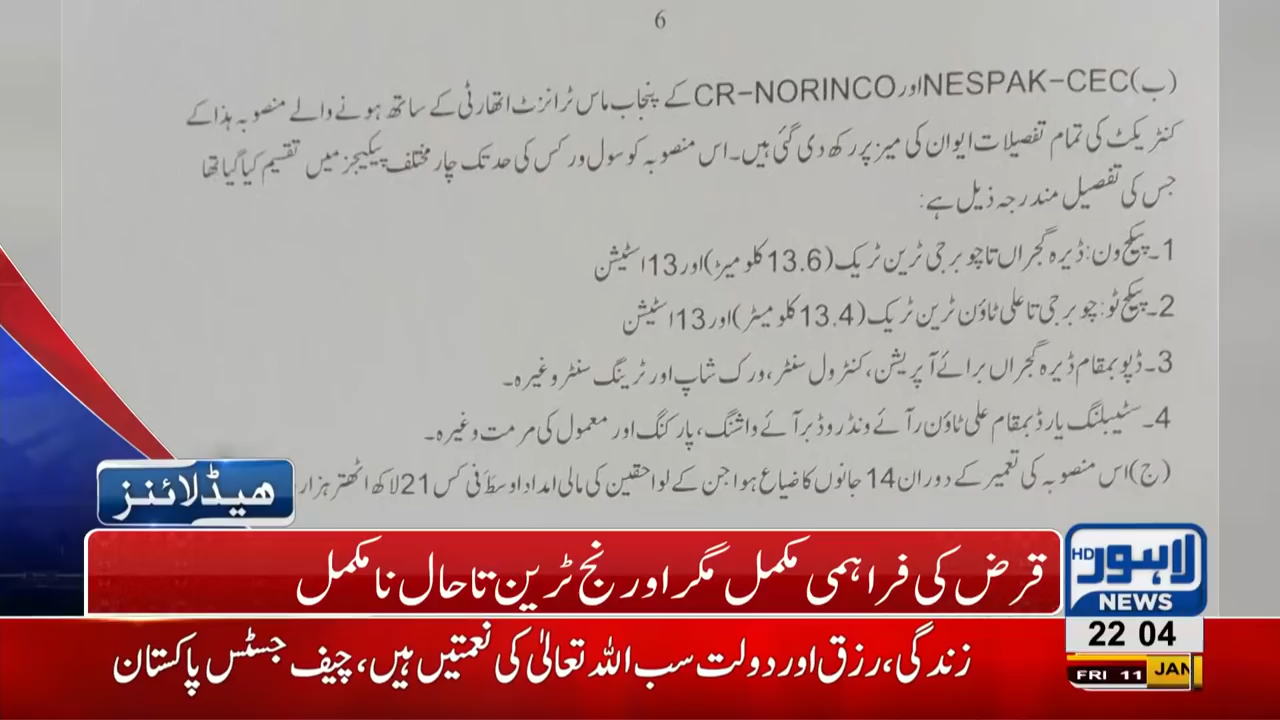 6
(ب) NESPAK-CEC اور CR-NORINCO کے پنجاب ماس ٹرانزٹ اتھارٹی کے ساتھ ہونے والے منصوبہ ہذا کے
کنٹریکٹ کی تمام تفصیلات ایوان کی میز پر رکھ دی گئی ہیں۔ اس منصوبہ کو سول ورکس کی حد تک چار مختلف پیکیجز میں تقسیم کیا گیا تھا
جس کی تفصیل مندرجہ ذیل ہے:
1۔ پیکج ون: ڈیرہ گجراں تا چوبرجی ٹرین ٹریک (13.6 کلومیڑ) اور 13 اسٹیشن
2۔ پیکج ٹو: چوبرجی تا علی ٹاؤن ٹرین ٹریک (13.4 کلومیٹر) اور 13 اسٹیشن
3۔ ڈپو بمقام ڈیرہ گجراں برائے آپریشن، کنٹرول سنٹر، ورک شاپ اور ٹریننگ سنٹر وغیرہ۔
4۔ سٹیبلنگ یارڈ بمقام علی ٹاؤن رائے ونڈ روڈ برآئے واشنگ، پارکنگ اور معمول کی مرمت وغیرہ۔
(ج) اس منصوبہ کی تعمیر کے دوران 14 جانوں کا ضیاع ہوا جن کے لواحقین کی مالی امداد اوسطاً فی کس 21 لاکھ اٹھتر ہزار
ہیڈلائنز
قرض کی فراہمی مکمل مگر اورنج ٹرین تاحال نامکمل
لاہور HD
NEWS
22 04
FRI 11 JAN
زندگی، رزق اور دولت سب اللہ تعالیٰ کی نعمتیں ہیں، چیف جسٹس پاکستان